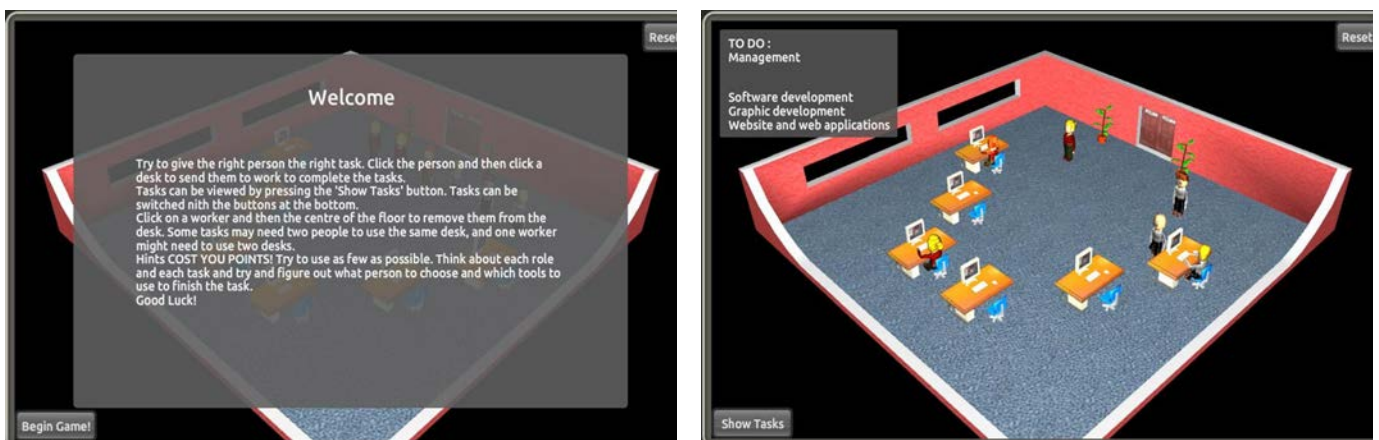 Reset
Welcome
Try to give the right person the right task. Click the person and then click a
desk to send them to work to complete the tasks.
Tasks can be viewed by pressing the 'Show Tasks' button. Tasks can be
switched nith the buttons at the bottom.
Click on a worker and then the centre of the floor to remove them from the
desk. Some tasks may need two people to use the same desk, and one worker
might need to use two desks.
Hints COST YOU POINTS! Try to use as few as possible. Think about each role
and each task and try and figure out what person to choose and which tools to
use to finish the task.
Good Luck!
Begin Game!
TO DO :
Management
Software development
Graphic development
Website and web applications
Reset
Show Tasks